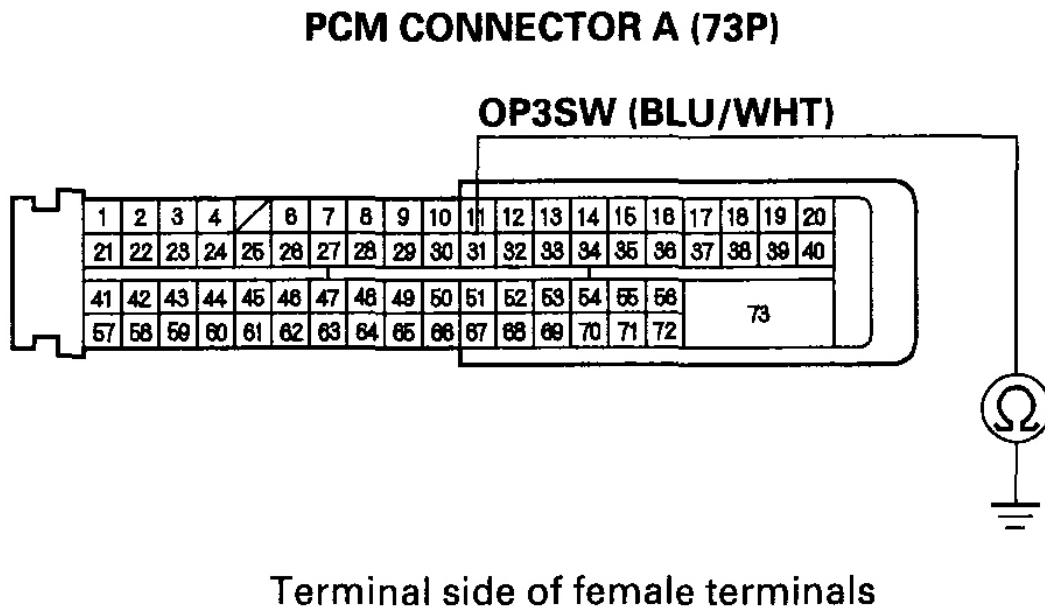 PCM CONNECTOR A (73P)
OP3SW (BLU/WHT)
1 2 3 4 6 7 8 9 10 11 12 13 14 15 16 17 18 19 20
21 22 23 24 25 26 27 28 29 30 31 32 33 34 35 36 37 38 39 40
41 42 43 44 45 46 47 48 49 50 51 52 53 54 55 56 73
57 58 59 60 61 62 63 64 65 66 67 68 69 70 71 72
Ω
Terminal side of female terminals